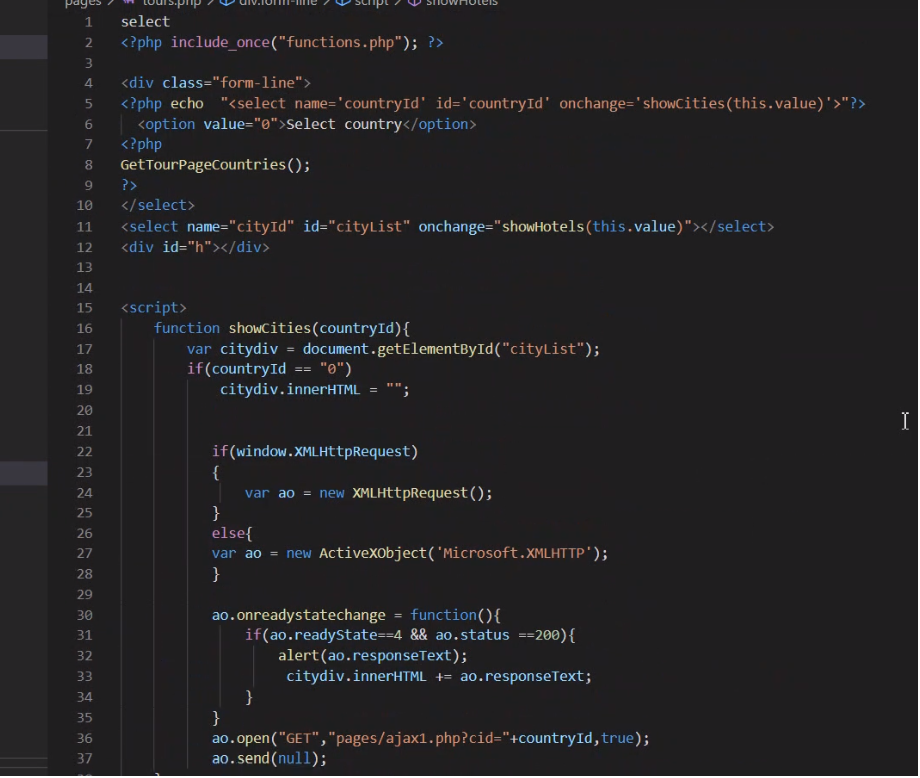 pages > tours.php > div.form-line > script > showHotels
1 select
2 <?php include_once("functions.php"); ?>
3
4 <div class="form-line">
5 <?php echo  "<select name='countryId' id='countryId' onchange='showCities(this.value)'>"?>
6   <option value="0">Select country</option>
7 <?php
8 GetTourPageCountries();
9 ?>
10 </select>
11 <select name="cityId" id="cityList" onchange="showHotels(this.value)"></select>
12 <div id="h"></div>
13
14
15 <script>
16     function showCities(countryId){
17         var citydiv = document.getElementById("cityList");
18         if(countryId == "0")
19             citydiv.innerHTML = "";
20
21
22            if(window.XMLHttpRequest)
23            {
24                var ao = new XMLHttpRequest();
25            }
26            else{
27            var ao = new ActiveXObject('Microsoft.XMLHTTP');
28            }
29
30            ao.onreadystatechange = function(){
31                if(ao.readyState==4 && ao.status ==200){
32                    alert(ao.responseText);
33                     citydiv.innerHTML += ao.responseText;
34                }
35            }
36            ao.open("GET","pages/ajax1.php?cid="+countryId,true);
37            ao.send(null);